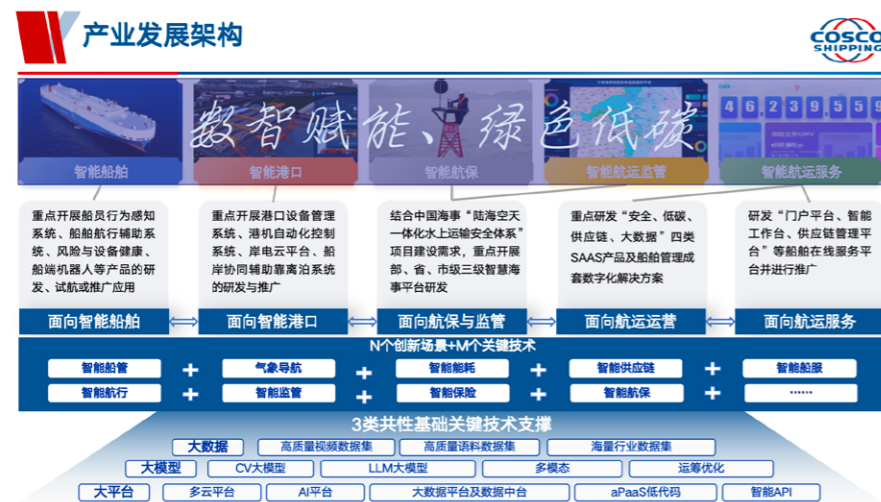 产业发展架构
COSCO
SHIPPING
数智赋能、绿色低碳
46,239,559
智能船舶
智能港口
智能航保
智能航运监管
智能航运服务
重点开展船员行为感知
系统、船舶航行辅助系
统、风险与设备健康、
船端机器人等产品的研
发、试航或推广应用
重点开展港口设备管理
系统、港机自动化控制
系统、岸电云平台、船
岸协同辅助靠离泊系统
的研发与推广
结合中国海事“陆海空天
一体化水上运输安全体系”
项目建设需求，重点开展
部、省、市级三级智慧海
事平台研发
重点研发“安全、低碳、
供应链、大数据”四类
SAAS产品及船舶管理成
套数字化解决方案
研发“门户平台、智能
工作台、供应链管理平
台”等船舶在线服务平
台并进行推广
面向智能船舶
面向智能港口
面向航保与监管
面向航运运营
面向航运服务
N个创新场景+M个关键技术
智能船管 + 气象导航 + 智能能耗 + 智能供应链 + 智能船服
智能航行 + 智能监管 + 智能保险 + 智能航保 + ……
3类共性基础关键技术支撑
大数据 高质量视频数据集 高质量语料数据集 海量行业数据集
大模型 CV大模型 LLM大模型 多模态 运筹优化
大平台 多云平台 AI平台 大数据平台及数据中台 aPaaS低代码 智能API